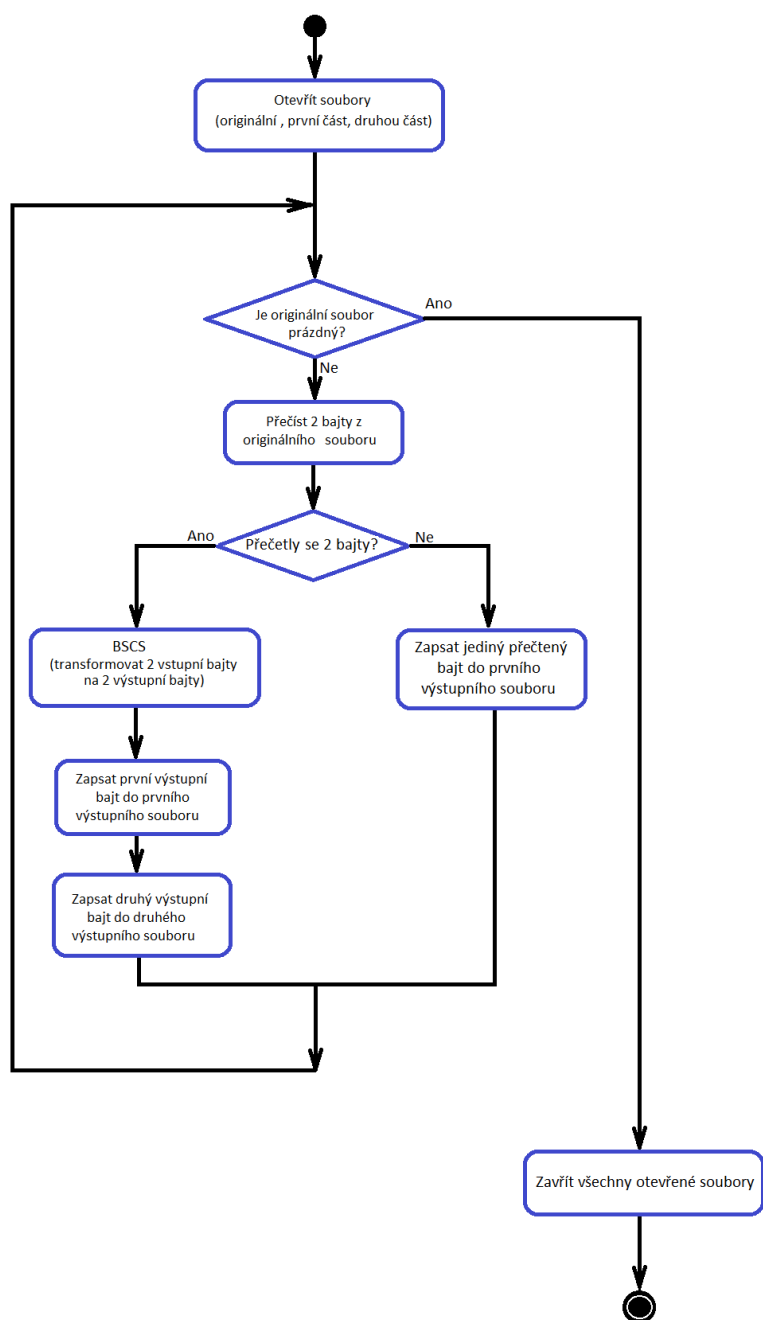 Otevřít soubory
(originální , první část, druhou část)
Je originální soubor
prázdný?
Ano
Ne
Přečíst 2 bajty z
originálního souboru
Přečetly se 2 bajty?
Ano
Ne
BSCS
(transformovat 2 vstupní bajty
na 2 výstupní bajty)
Zapsat jediný přečtený
bajt do prvního
výstupního souboru
Zapsat první výstupní
bajt do prvního
výstupního souboru
Zapsat druhý výstupní
bajt do druhého
výstupního souboru
Zavřít všechny otevřené soubory